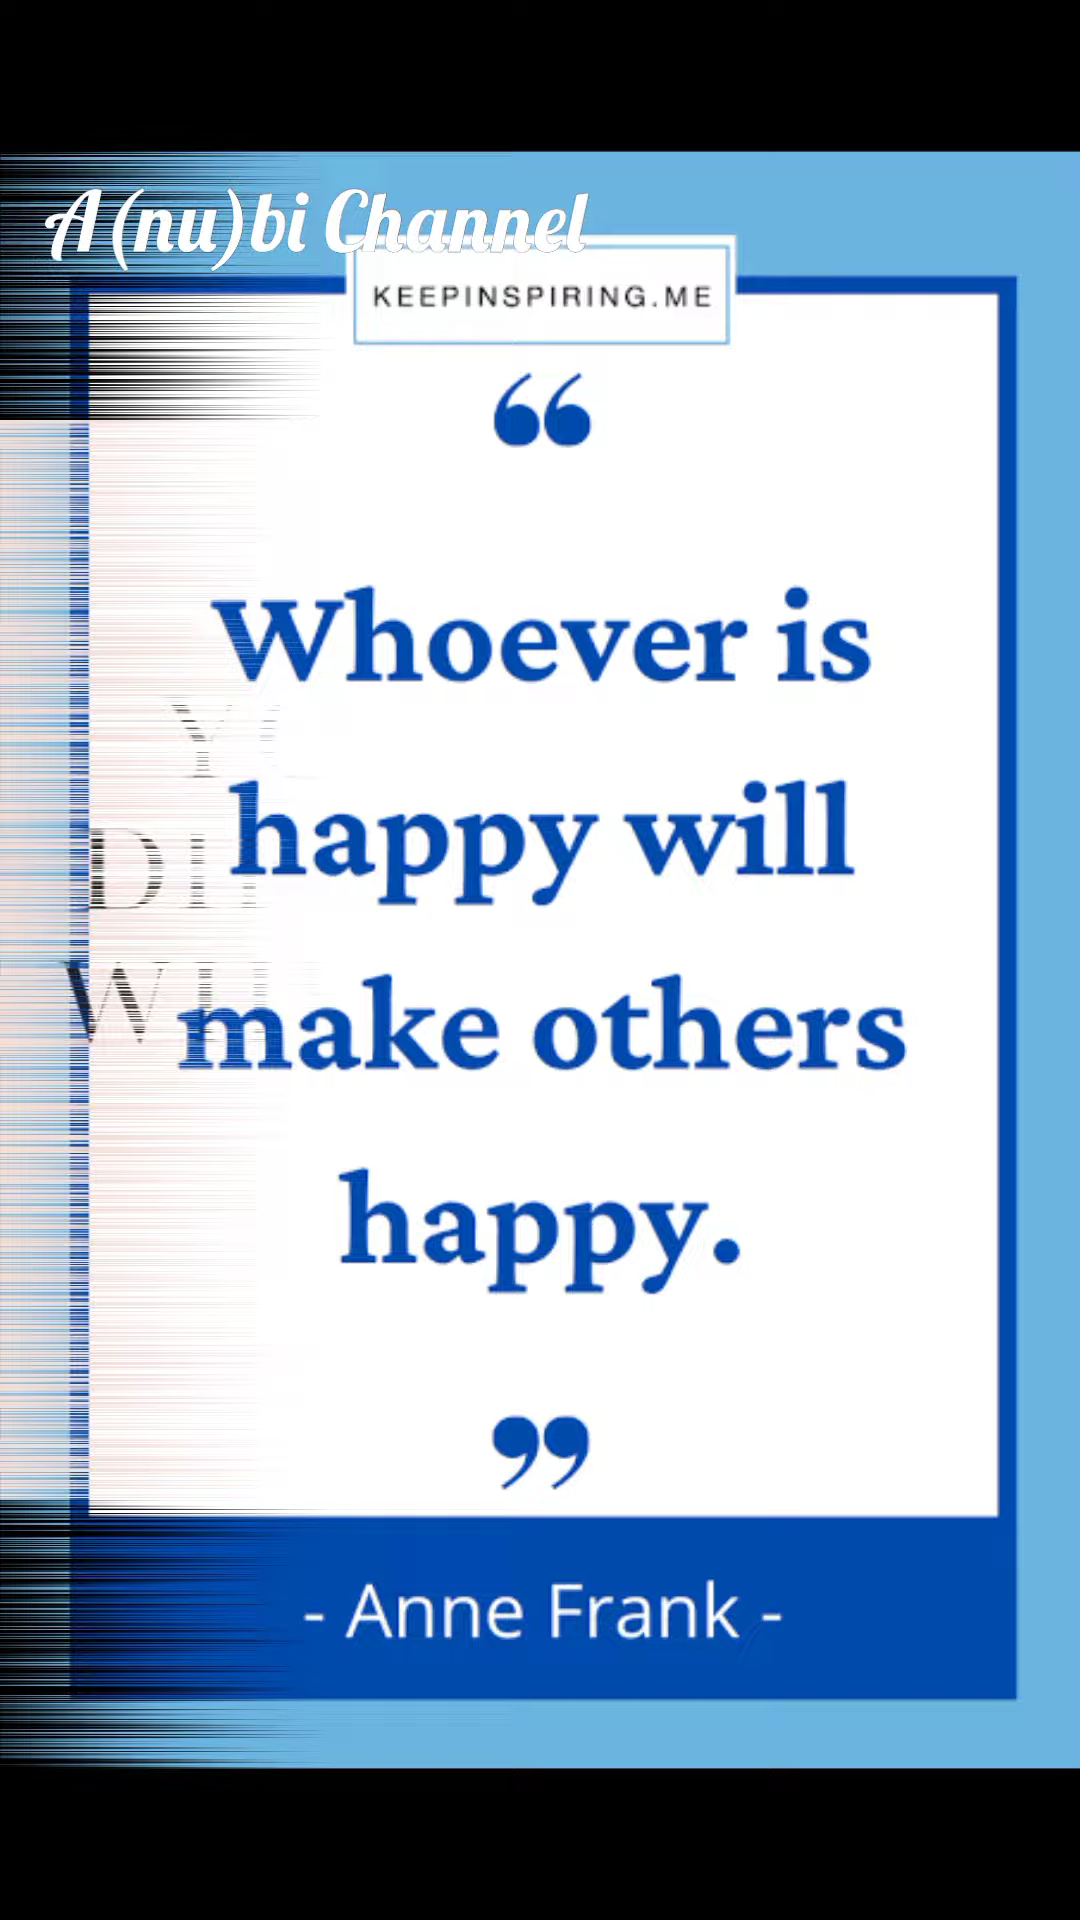 A(nu)bi Channel
KEEPINSPIRING.ME
“
Whoever is
happy will
make others
happy.
”
- Anne Frank -